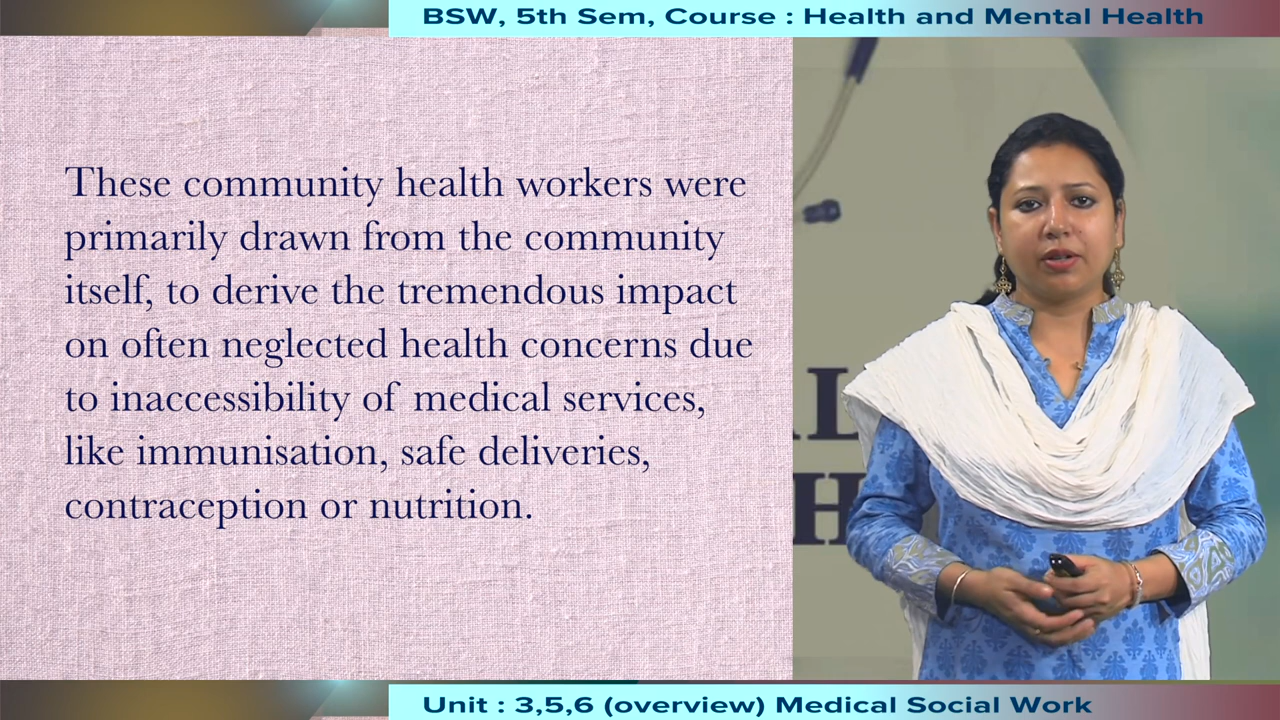 BSW, 5th Sem, Course : Health and Mental Health
These community health workers were
primarily drawn from the community
itself, to derive the tremendous impact
on often neglected health concerns due
to inaccessibility of medical services,
like immunisation, safe deliveries,
contraception or nutrition.
Unit : 3,5,6 (overview) Medical Social Work